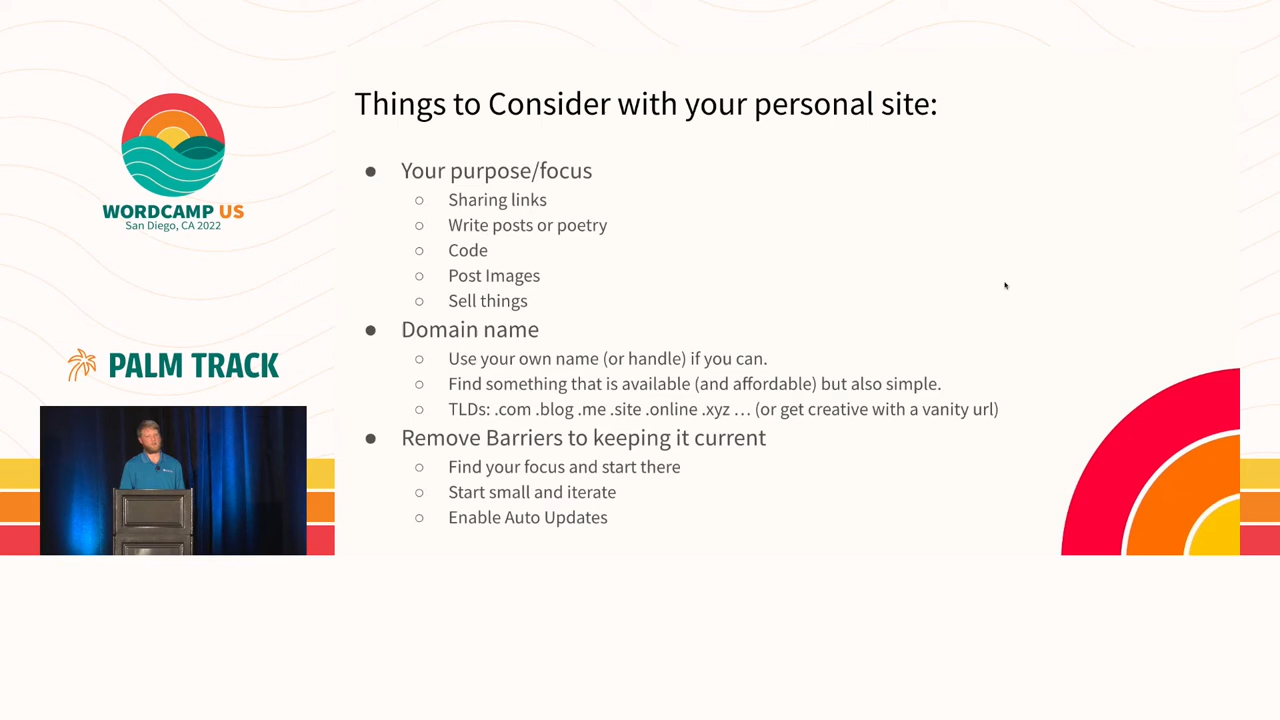 WORDCAMP US
San Diego, CA 2022
PALM TRACK
Things to Consider with your personal site:
● Your purpose/focus
○ Sharing links
○ Write posts or poetry
○ Code
○ Post Images
○ Sell things
● Domain name
○ Use your own name (or handle) if you can.
○ Find something that is available (and affordable) but also simple.
○ TLDs: .com .blog .me .site .online .xyz … (or get creative with a vanity url)
● Remove Barriers to keeping it current
○ Find your focus and start there
○ Start small and iterate
○ Enable Auto Updates